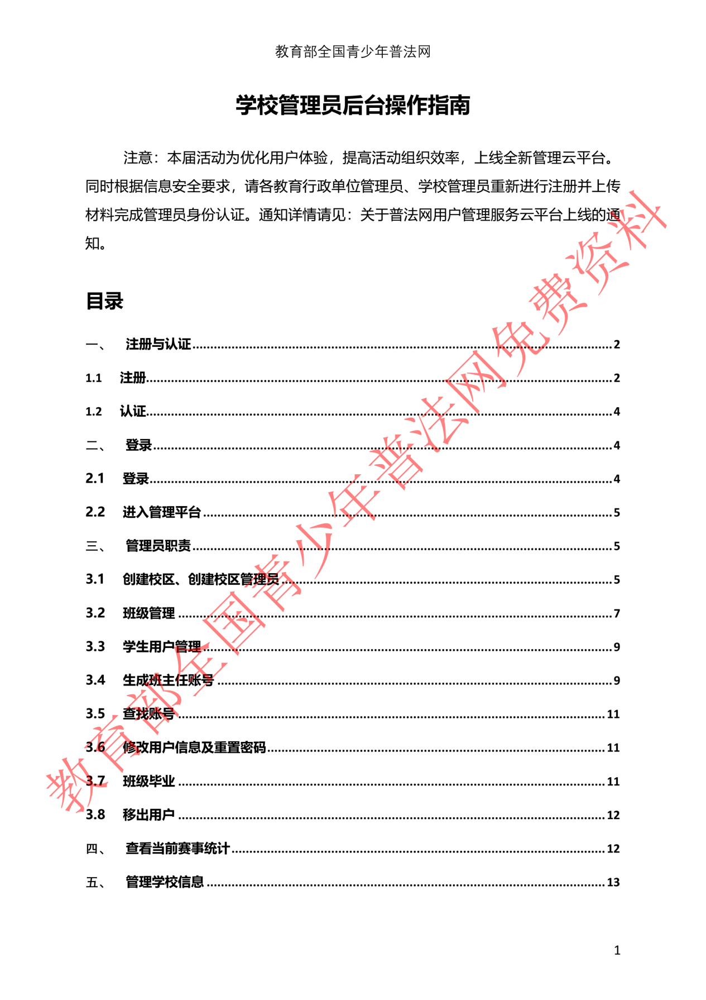 教育部全国青少年普法网
学校管理员后台操作指南
注意：本届活动为优化用户体验，提高活动组织效率，上线全新管理云平台。
同时根据信息安全要求，请各教育行政单位管理员、学校管理员重新进行注册并上传
材料完成管理员身份认证。通知详情请见：关于普法网用户管理服务云平台上线的通
知。
目录
一、 注册与认证........................2
1.1 注册........................2
1.2 认证........................4
二、 登录........................4
2.1 登录........................4
2.2 进入管理平台........................5
三、 管理员职责........................5
3.1 创建校区、创建校区管理员........................5
3.2 班级管理........................7
3.3 学生用户管理........................9
3.4 生成班主任账号........................9
3.5 查找账号........................11
3.6 修改用户信息及重置密码........................11
3.7 班级毕业........................11
3.8 移出用户........................12
四、 查看当前赛事统计........................12
五、 管理学校信息........................13
教育部全国青少年普法网免费资料
1